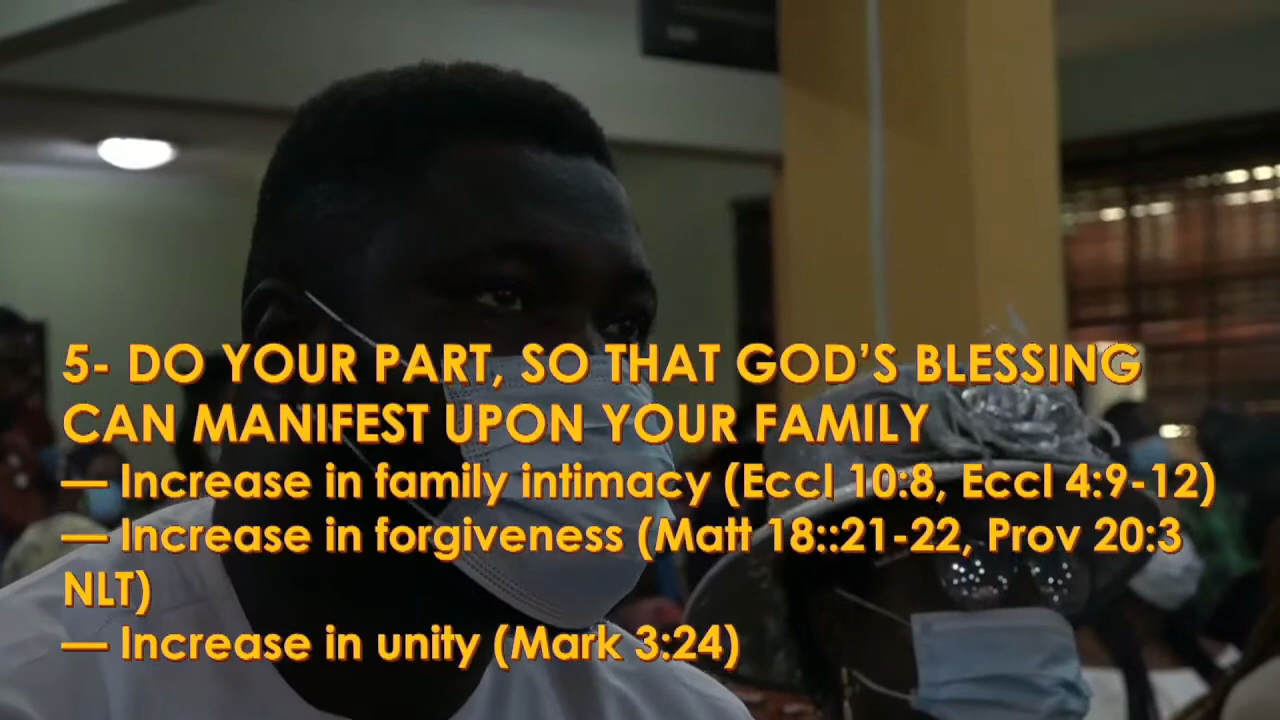 5- DO YOUR PART, SO THAT GOD'S BLESSING
CAN MANIFEST UPON YOUR FAMILY
— Increase in family intimacy (Eccl 10:8, Eccl 4:9-12)
— Increase in forgiveness (Matt 18::21-22, Prov 20:3
NLT)
— Increase in unity (Mark 3:24)